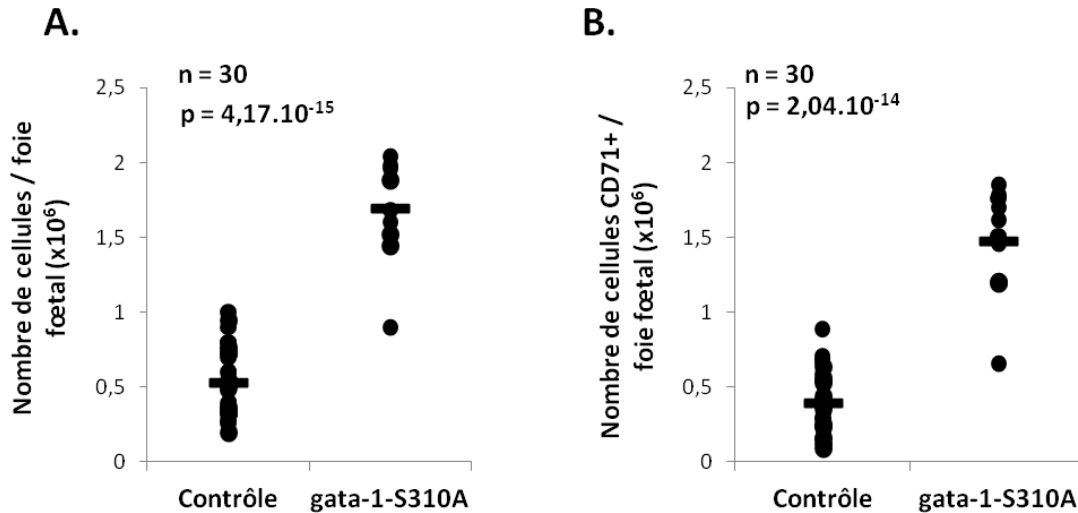 A.
n = 30
p = 4,17.10⁻¹⁵
Nombre de cellules / foie
fœtal (x10⁶)
2,5
2
1,5
1
0,5
0
Contrôle
gata-1-S310A
B.
n = 30
p = 2,04.10⁻¹⁴
Nombre de cellules CD71+ /
foie fœtal (x10⁶)
2,5
2
1,5
1
0,5
0
Contrôle
gata-1-S310A